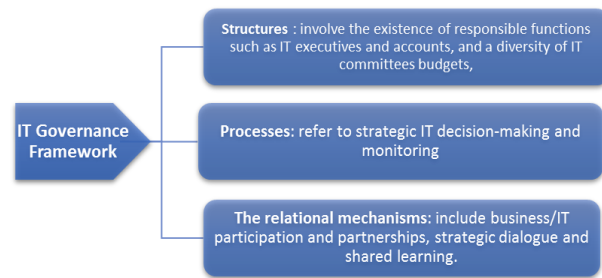 IT Governance
Framework
Structures : involve the existence of responsible functions
such as IT executives and accounts, and a diversity of IT
committees budgets,
Processes: refer to strategic IT decision-making and
monitoring
The relational mechanisms: include business/IT
participation and partnerships, strategic dialogue and
shared learning.